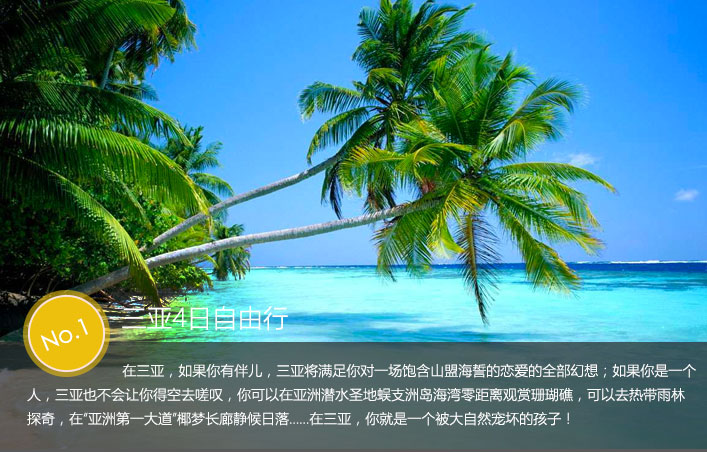 No.1
三亚4日自由行
在三亚，如果你有伴儿，三亚将满足你对一场饱含山盟海誓的恋爱的全部幻想；如果你是一个
人，三亚也不会让你得空去嗟叹，你可以在亚洲潜水圣地蜈支洲岛海湾零距离观赏珊瑚礁，可以去热带雨林
探奇，在“亚洲第一大道”椰梦长廊静候日落......在三亚，你就是一个被大自然宠坏的孩子！